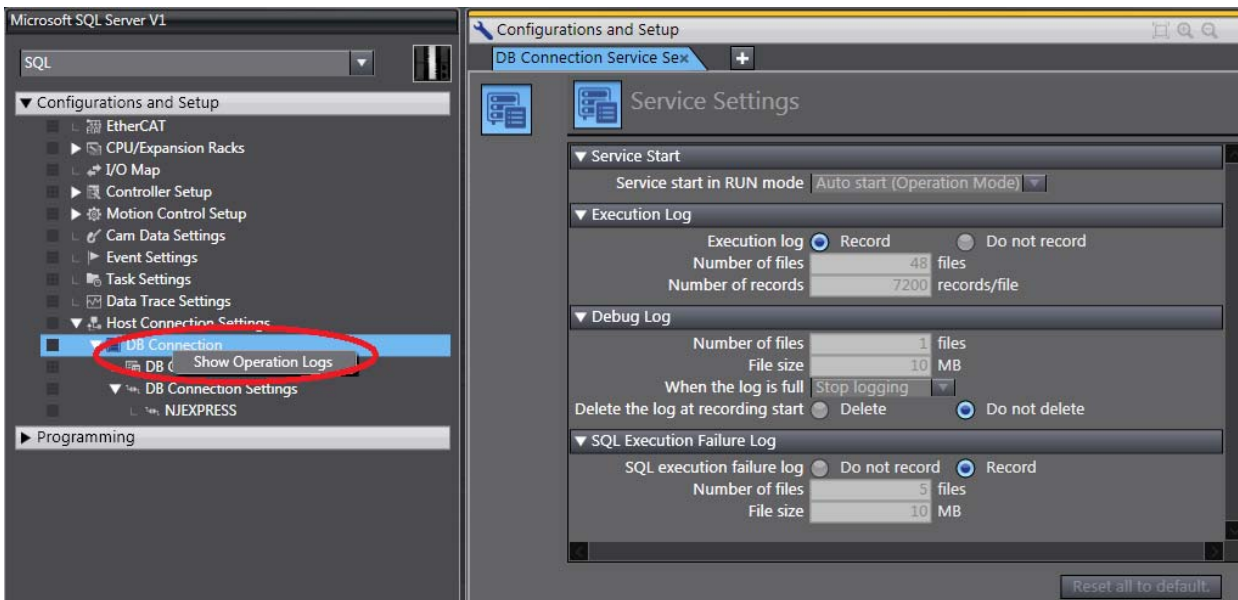 Microsoft SQL Server V1
SQL
▼ Configurations and Setup
EtherCAT
▶ CPU/Expansion Racks
I/O Map
▶ Controller Setup
▶ Motion Control Setup
Cam Data Settings
Event Settings
Task Settings
Data Trace Settings
▼ Host Connection Settings
▼ DB Connection
Show Operation Logs
DB C
▼ DB Connection Settings
NJEXPRESS
▶ Programming
Configurations and Setup
DB Connection Service Se× +
Service Settings
▼ Service Start
Service start in RUN mode Auto start (Operation Mode) ▼
▼ Execution Log
Execution log Record Do not record
Number of files 48 files
Number of records 7200 records/file
▼ Debug Log
Number of files 1 files
File size 10 MB
When the log is full Stop logging ▼
Delete the log at recording start Delete Do not delete
▼ SQL Execution Failure Log
SQL execution failure log Do not record Record
Number of files 5 files
File size 10 MB
Reset all to default.